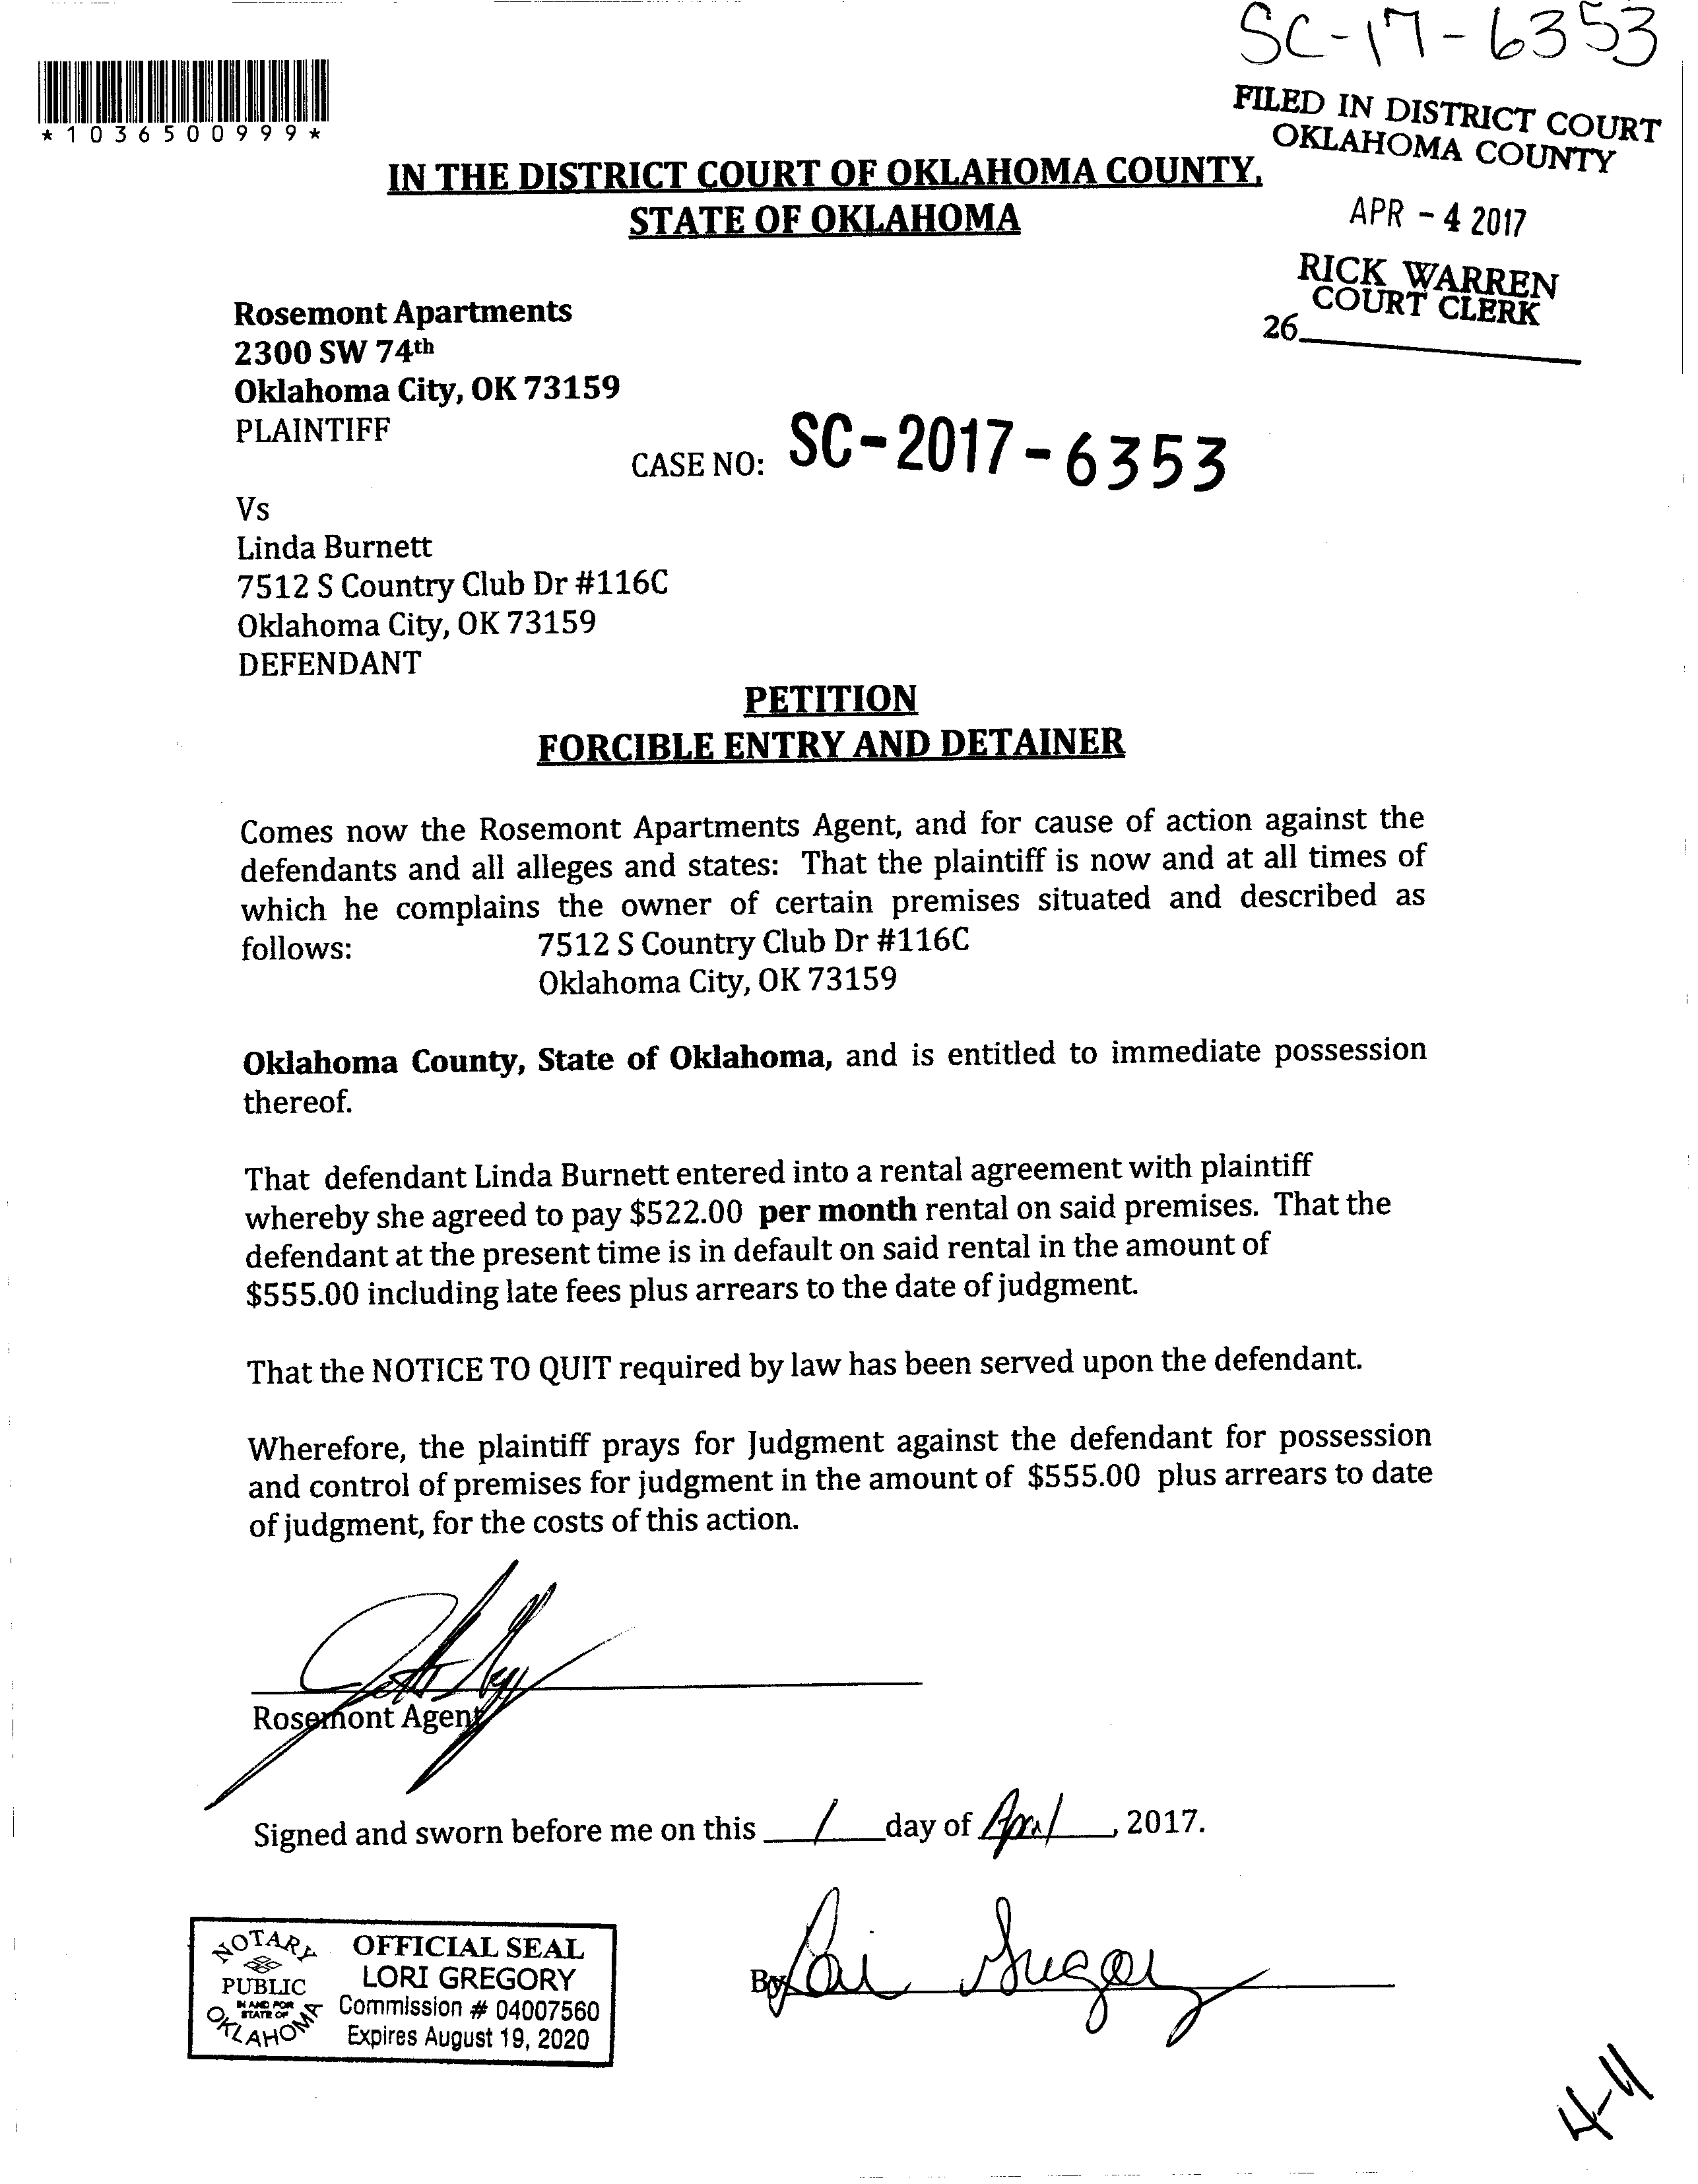 SC-17-6353
*1036500999*
FILED IN DISTRICT COURT
OKLAHOMA COUNTY
APR - 4 2017
RICK WARREN
COURT CLERK
26
IN THE DISTRICT COURT OF OKLAHOMA COUNTY,
STATE OF OKLAHOMA
Rosemont Apartments
2300 SW 74th
Oklahoma City, OK 73159
PLAINTIFF
CASE NO: SC-2017-6353
Vs
Linda Burnett
7512 S Country Club Dr #116C
Oklahoma City, OK 73159
DEFENDANT
PETITION
FORCIBLE ENTRY AND DETAINER
Comes now the Rosemont Apartments Agent, and for cause of action against the
defendants and all alleges and states: That the plaintiff is now and at all times of
which he complains the owner of certain premises situated and described as
follows: 7512 S Country Club Dr #116C
Oklahoma City, OK 73159
Oklahoma County, State of Oklahoma, and is entitled to immediate possession
thereof.
That defendant Linda Burnett entered into a rental agreement with plaintiff
whereby she agreed to pay $522.00 per month rental on said premises. That the
defendant at the present time is in default on said rental in the amount of
$555.00 including late fees plus arrears to the date of judgment.
That the NOTICE TO QUIT required by law has been served upon the defendant.
Wherefore, the plaintiff prays for Judgment against the defendant for possession
and control of premises for judgment in the amount of $555.00 plus arrears to date
of judgment, for the costs of this action.
Rosemont Agent
Signed and sworn before me on this 1 day of April, 2017.
NOTARY
PUBLIC
IN AND FOR
STATE OF
OKLAHOMA
OFFICIAL SEAL
LORI GREGORY
Commission # 04007560
Expires August 19, 2020
By Lori Gregory
4-11